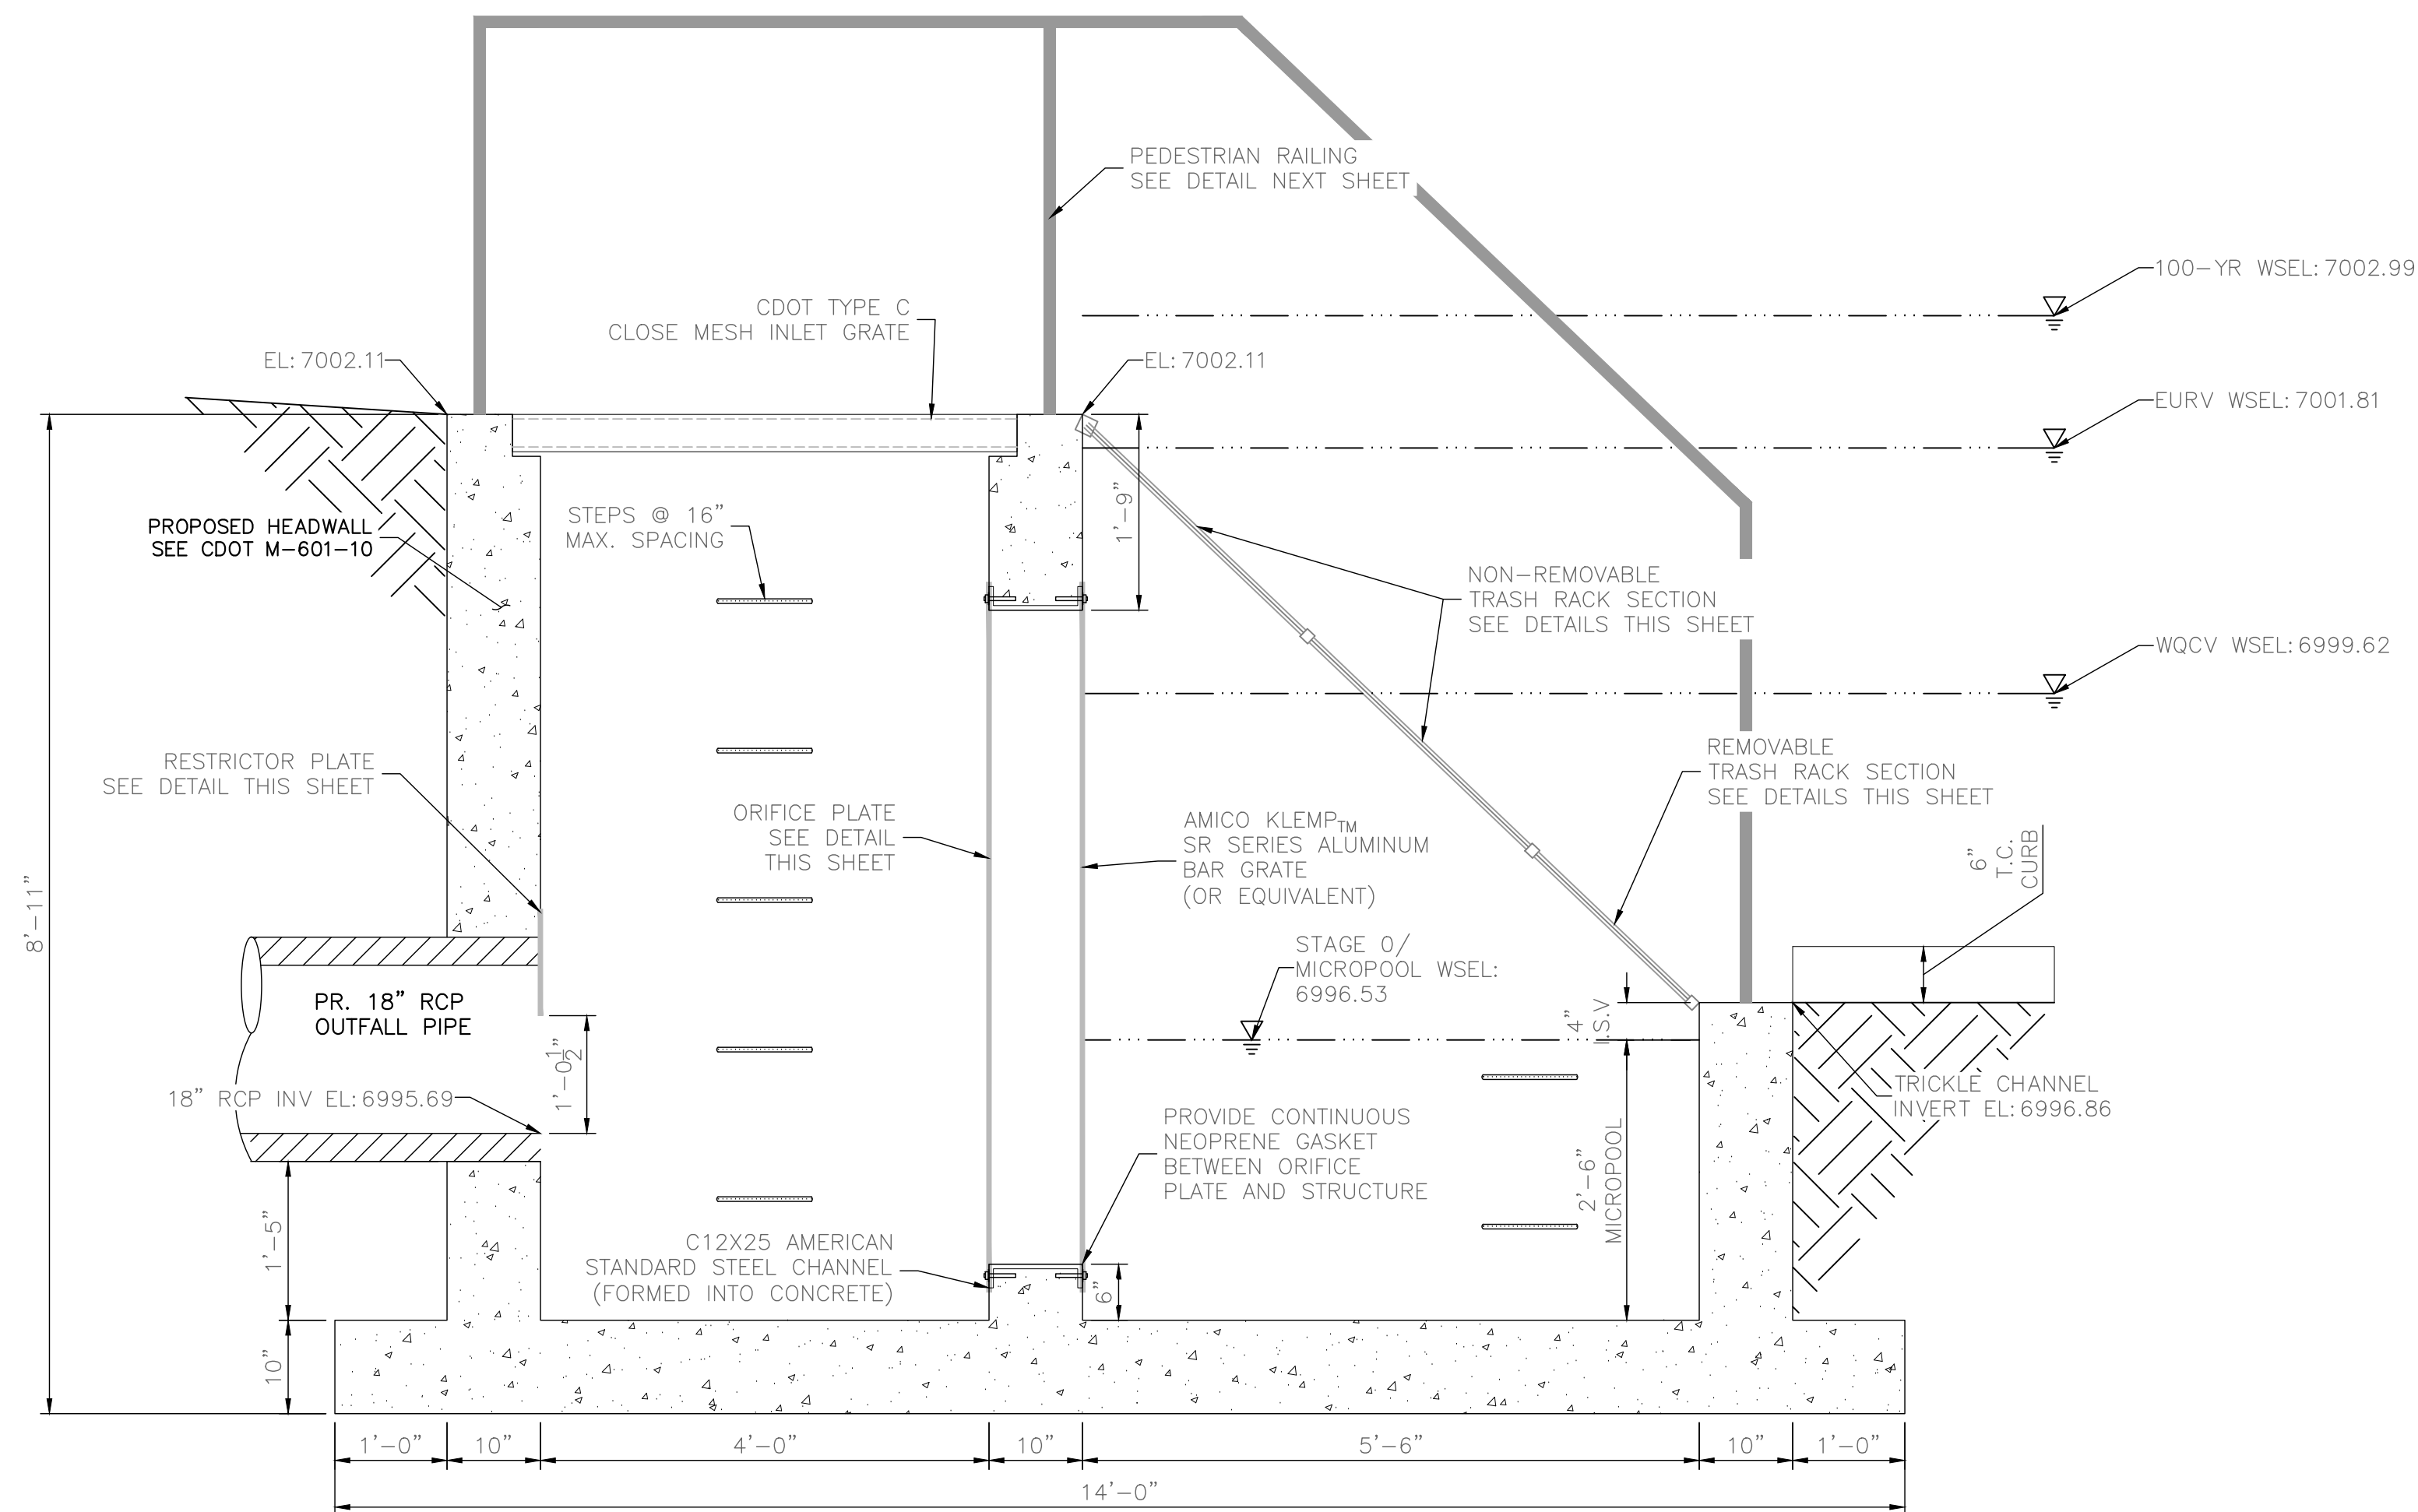 PEDESTRIAN RAILING
SEE DETAIL NEXT SHEET
100-YR WSEL: 7002.99
CDOT TYPE C
CLOSE MESH INLET GRATE
EL: 7002.11
EL: 7002.11
EURV WSEL: 7001.81
1'-9"
STEPS @ 16"
MAX. SPACING
PROPOSED HEADWALL
SEE CDOT M-601-10
NON-REMOVABLE
TRASH RACK SECTION
SEE DETAILS THIS SHEET
WQCV WSEL: 6999.62
RESTRICTOR PLATE
SEE DETAIL THIS SHEET
REMOVABLE
TRASH RACK SECTION
SEE DETAILS THIS SHEET
ORIFICE PLATE
SEE DETAIL
THIS SHEET
AMICO KLEMP™
SR SERIES ALUMINUM
BAR GRATE
(OR EQUIVALENT)
6"
T.C.
CURB
8'-11"
STAGE 0/
MICROPOOL WSEL:
6996.53
4"
I.S.V
PR. 18" RCP
OUTFALL PIPE
1'-0 1/2"
18" RCP INV EL: 6995.69
TRICKLE CHANNEL
INVERT EL: 6996.86
PROVIDE CONTINUOUS
NEOPRENE GASKET
BETWEEN ORIFICE
PLATE AND STRUCTURE
2'-6"
MICROPOOL
1'-5"
C12X25 AMERICAN
STANDARD STEEL CHANNEL
(FORMED INTO CONCRETE)
6"
10"
1'-0"
10"
4'-0"
10"
5'-6"
10"
1'-0"
14'-0"